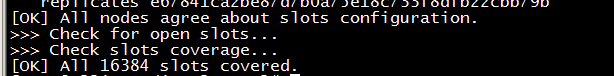 replicates
[OK] All nodes agree about slots configuration.
>>> Check for open slots...
>>> Check slots coverage...
[OK] All 16384 slots covered.